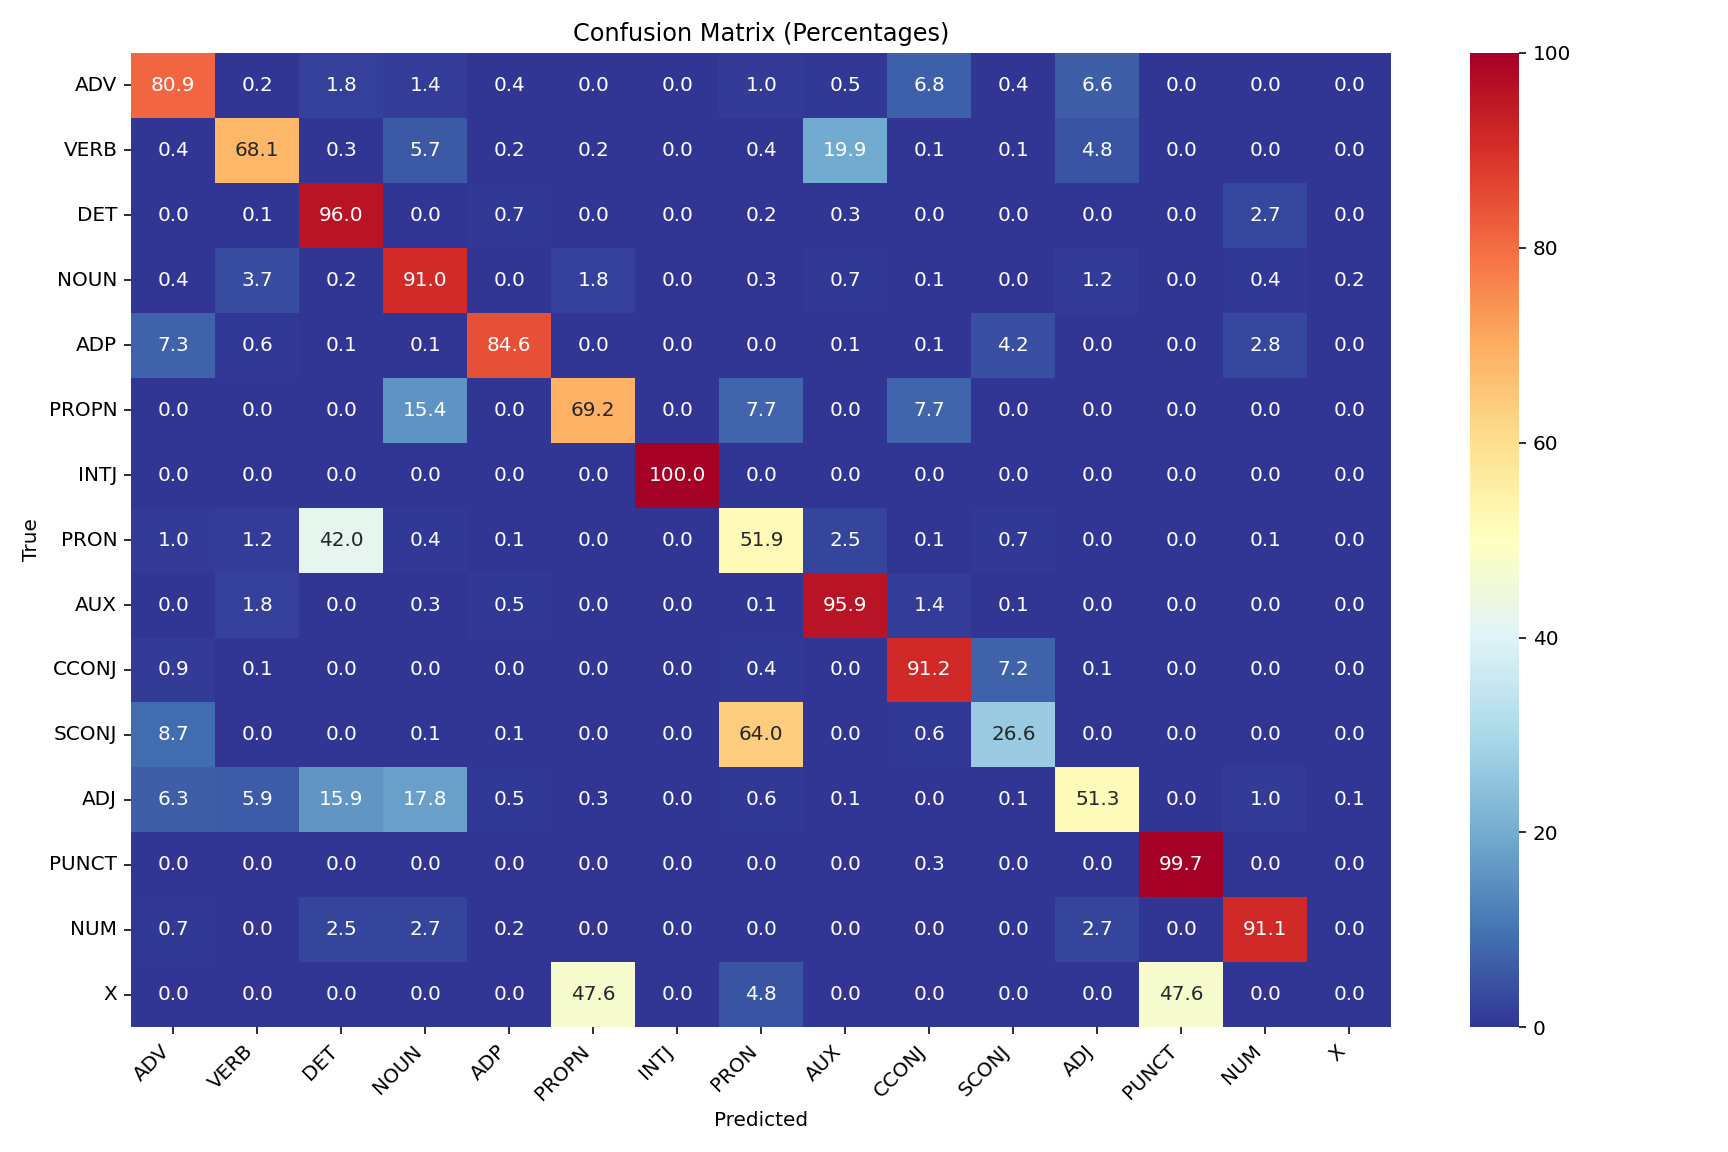 Confusion Matrix (Percentages)
ADV 80.9 0.2 1.8 1.4 0.4 0.0 0.0 1.0 0.5 6.8 0.4 6.6 0.0 0.0 0.0
VERB 0.4 68.1 0.3 5.7 0.2 0.2 0.0 0.4 19.9 0.1 0.1 4.8 0.0 0.0 0.0
DET 0.0 0.1 96.0 0.0 0.7 0.0 0.0 0.2 0.3 0.0 0.0 0.0 0.0 2.7 0.0
NOUN 0.4 3.7 0.2 91.0 0.0 1.8 0.0 0.3 0.7 0.1 0.0 1.2 0.0 0.4 0.2
ADP 7.3 0.6 0.1 0.1 84.6 0.0 0.0 0.0 0.1 0.1 4.2 0.0 0.0 2.8 0.0
PROPN 0.0 0.0 0.0 15.4 0.0 69.2 0.0 7.7 0.0 7.7 0.0 0.0 0.0 0.0 0.0
INTJ 0.0 0.0 0.0 0.0 0.0 0.0 100.0 0.0 0.0 0.0 0.0 0.0 0.0 0.0 0.0
PRON 1.0 1.2 42.0 0.4 0.1 0.0 0.0 51.9 2.5 0.1 0.7 0.0 0.0 0.1 0.0
AUX 0.0 1.8 0.0 0.3 0.5 0.0 0.0 0.1 95.9 1.4 0.1 0.0 0.0 0.0 0.0
CCONJ 0.9 0.1 0.0 0.0 0.0 0.0 0.0 0.4 0.0 91.2 7.2 0.1 0.0 0.0 0.0
SCONJ 8.7 0.0 0.0 0.1 0.1 0.0 0.0 64.0 0.0 0.6 26.6 0.0 0.0 0.0 0.0
ADJ 6.3 5.9 15.9 17.8 0.5 0.3 0.0 0.6 0.1 0.0 0.1 51.3 0.0 1.0 0.1
PUNCT 0.0 0.0 0.0 0.0 0.0 0.0 0.0 0.0 0.0 0.3 0.0 0.0 99.7 0.0 0.0
NUM 0.7 0.0 2.5 2.7 0.2 0.0 0.0 0.0 0.0 0.0 0.0 2.7 0.0 91.1 0.0
X 0.0 0.0 0.0 0.0 0.0 47.6 0.0 4.8 0.0 0.0 0.0 0.0 47.6 0.0 0.0
ADV VERB DET NOUN ADP PROPN INTJ PRON AUX CCONJ SCONJ ADJ PUNCT NUM X
Predicted
True
100
80
60
40
20
0